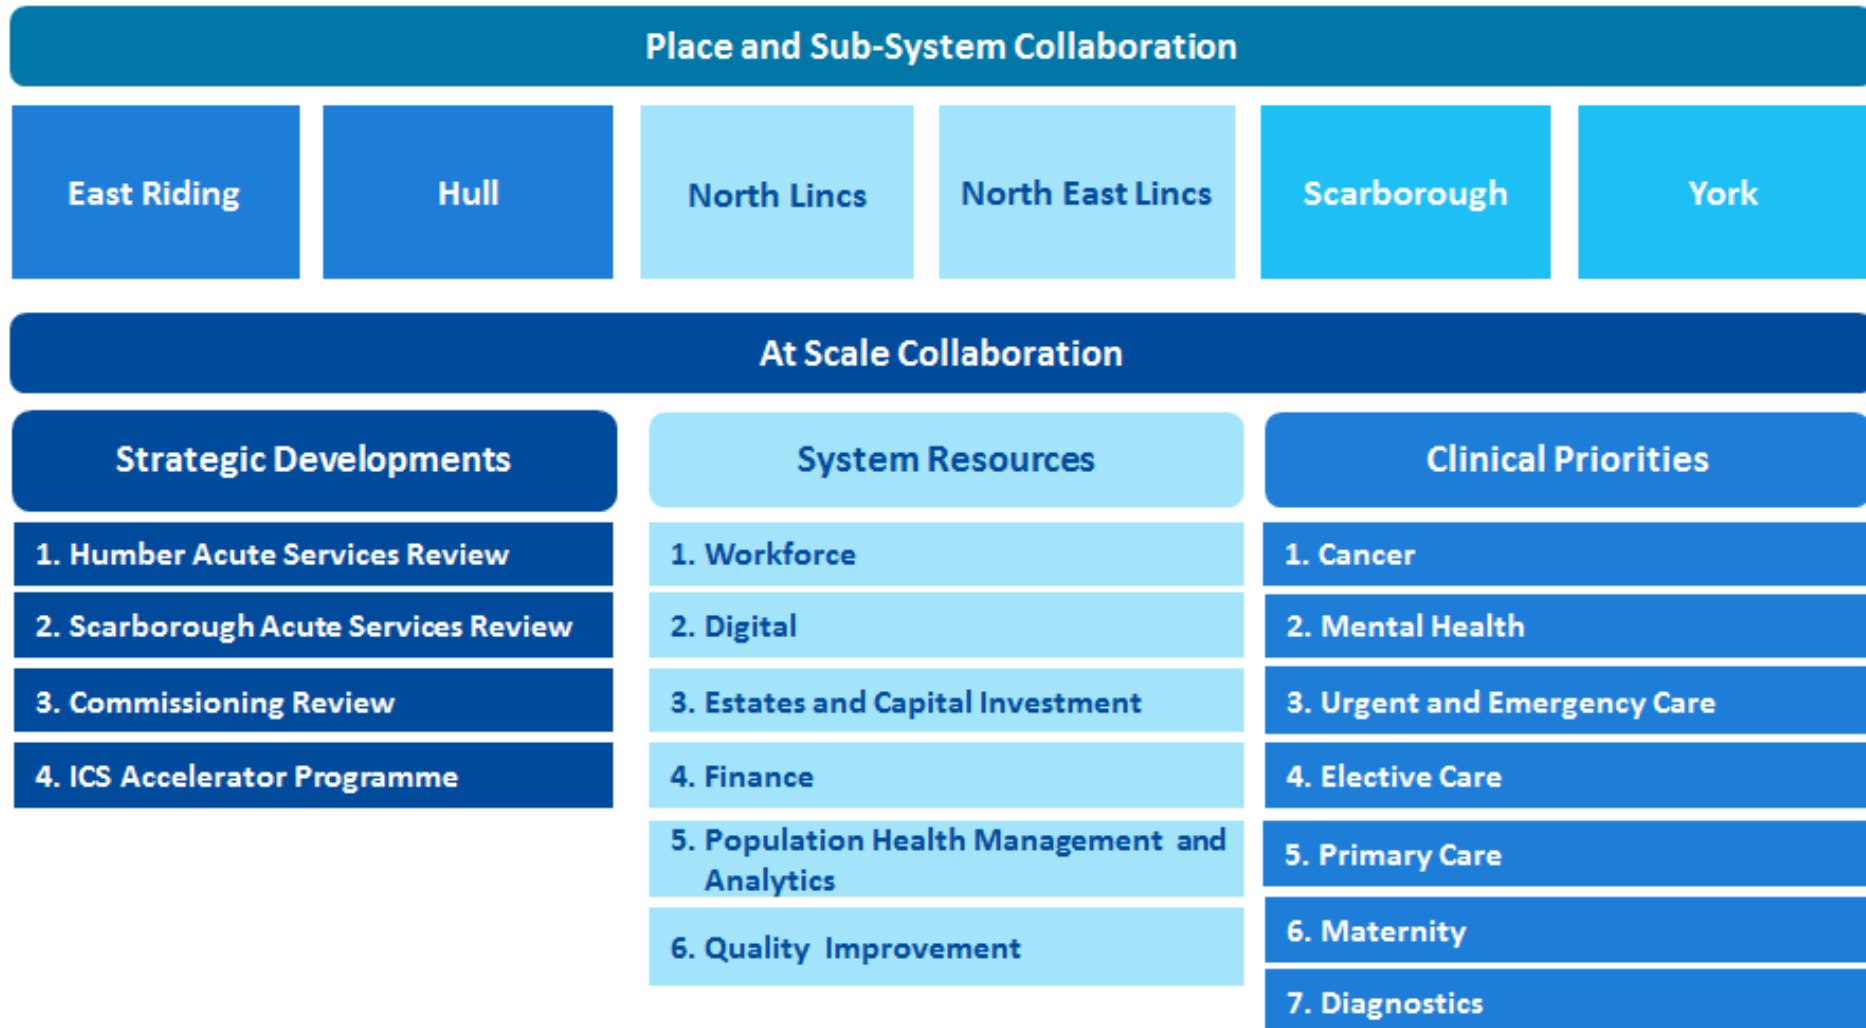 Place and Sub-System Collaboration
East Riding
Hull
North Lincs
North East Lincs
Scarborough
York
At Scale Collaboration
Strategic Developments
1. Humber Acute Services Review
2. Scarborough Acute Services Review
3. Commissioning Review
4. ICS Accelerator Programme
System Resources
1. Workforce
2. Digital
3. Estates and Capital Investment
4. Finance
5. Population Health Management and
Analytics
6. Quality Improvement
Clinical Priorities
1. Cancer
2. Mental Health
3. Urgent and Emergency Care
4. Elective Care
5. Primary Care
6. Maternity
7. Diagnostics